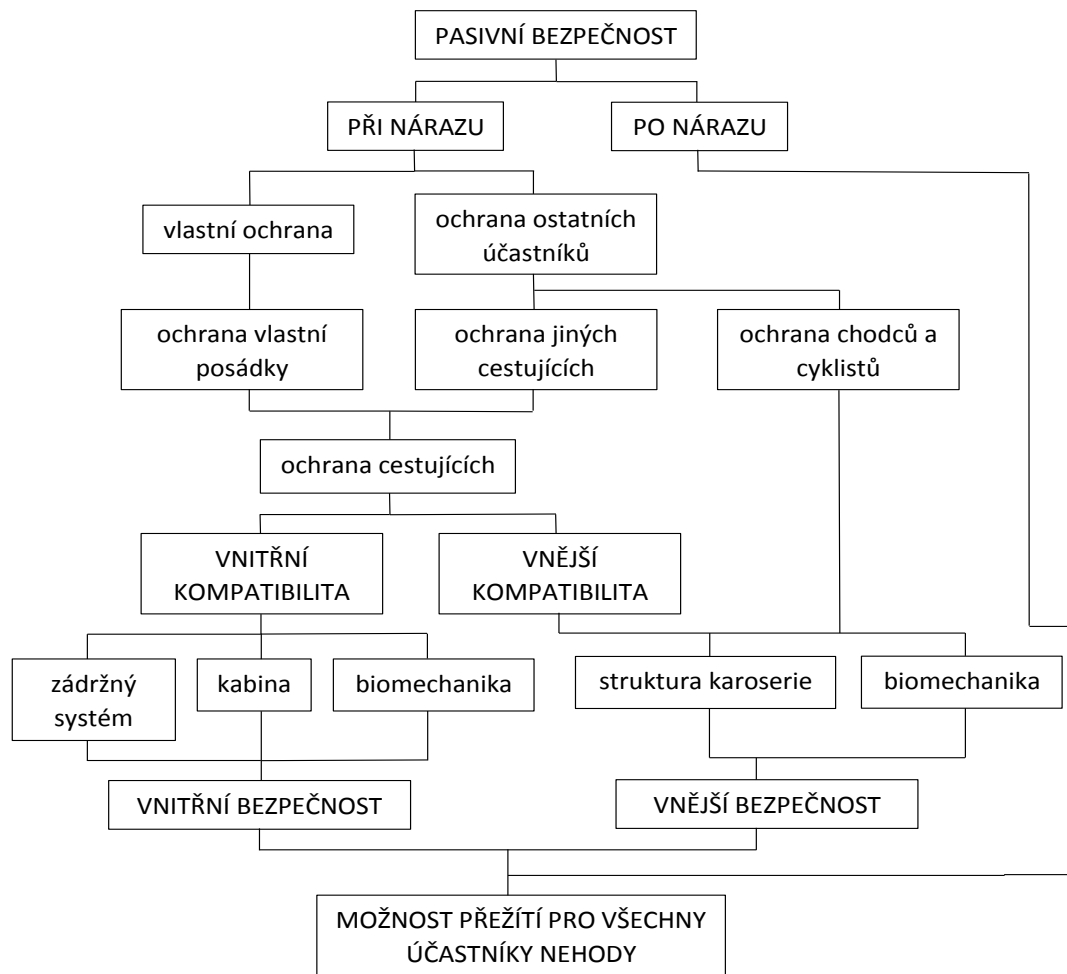 PASIVNÍ BEZPEČNOST
PŘI NÁRAZU
PO NÁRAZU
vlastní ochrana
ochrana ostatních
účastníků
ochrana vlastní
posádky
ochrana jiných
cestujících
ochrana chodců a
cyklistů
ochrana cestujících
VNITŘNÍ
KOMPATIBILITA
VNĚJŠÍ
KOMPATIBILITA
zádržný
systém
kabina
biomechanika
struktura karoserie
biomechanika
VNITŘNÍ BEZPEČNOST
VNĚJŠÍ BEZPEČNOST
MOŽNOST PŘEŽÍTÍ PRO VŠECHNY
ÚČASTNÍKY NEHODY